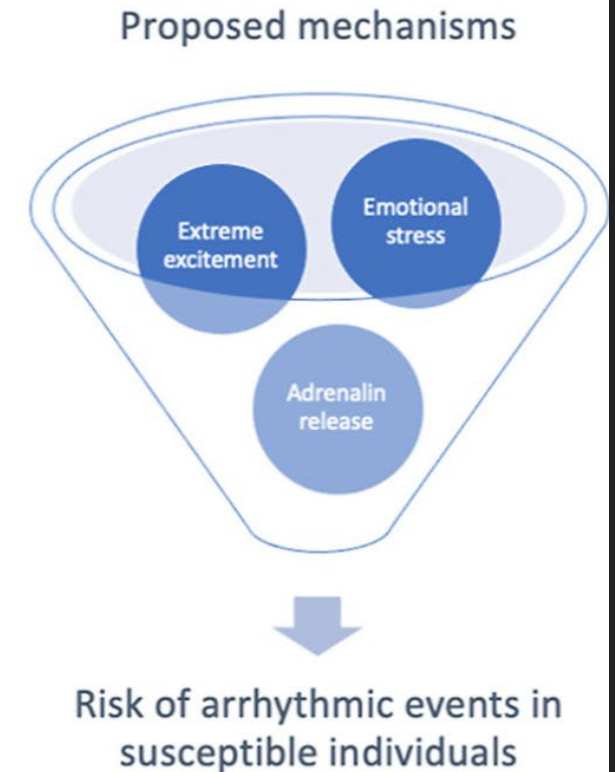 Proposed mechanisms
Emotional
stress
Extreme
excitement
Adrenalin
release
Risk of arrhythmic events in
susceptible individuals